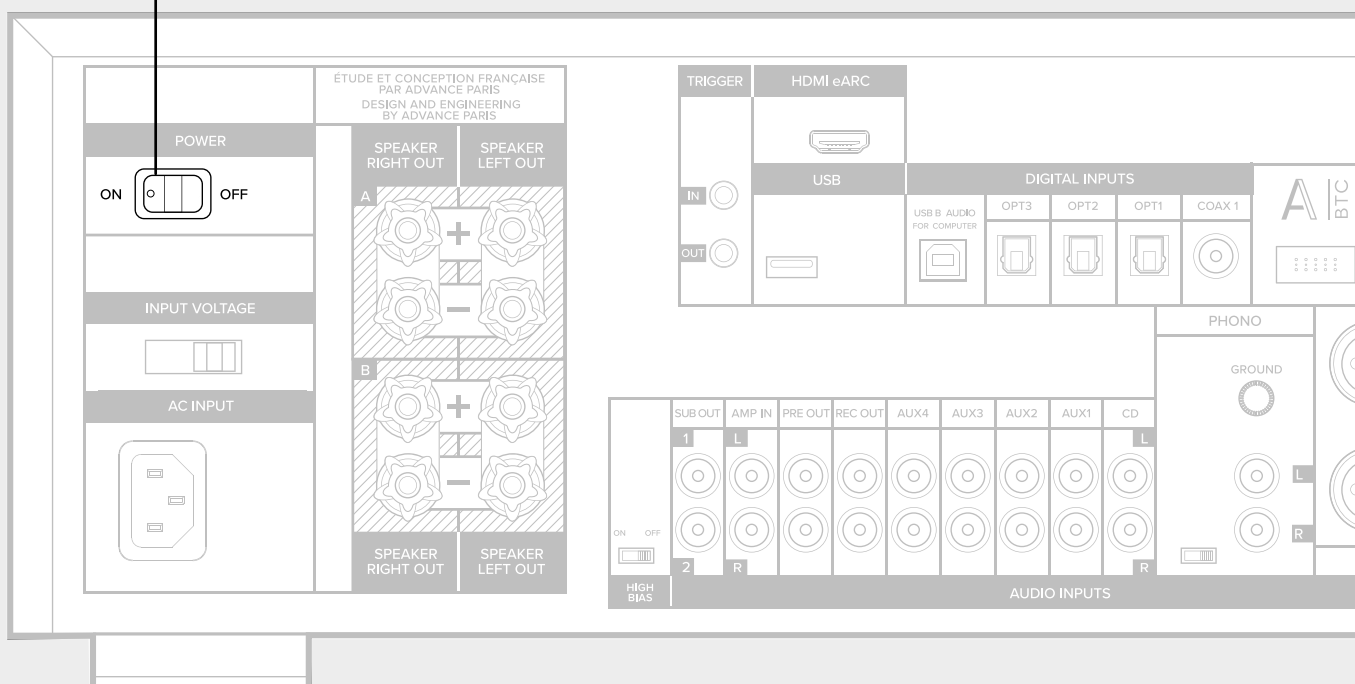 ÉTUDE ET CONCEPTION FRANÇAISE
PAR ADVANCE PARIS
DESIGN AND ENGINEERING
BY ADVANCE PARIS
POWER
ON
OFF
INPUT VOLTAGE
AC INPUT
SPEAKER
RIGHT OUT
SPEAKER
LEFT OUT
A
+
−
B
+
−
SPEAKER
RIGHT OUT
SPEAKER
LEFT OUT
TRIGGER
IN
OUT
HDMI eARC
USB
DIGITAL INPUTS
USB B AUDIO
FOR COMPUTER
OPT3
OPT2
OPT1
COAX 1
A
BTC
PHONO
GROUND
L
R
SUB OUT
AMP IN
PRE OUT
REC OUT
AUX4
AUX3
AUX2
AUX1
CD
1
L
L
2
R
R
ON
OFF
HIGH
BIAS
AUDIO INPUTS